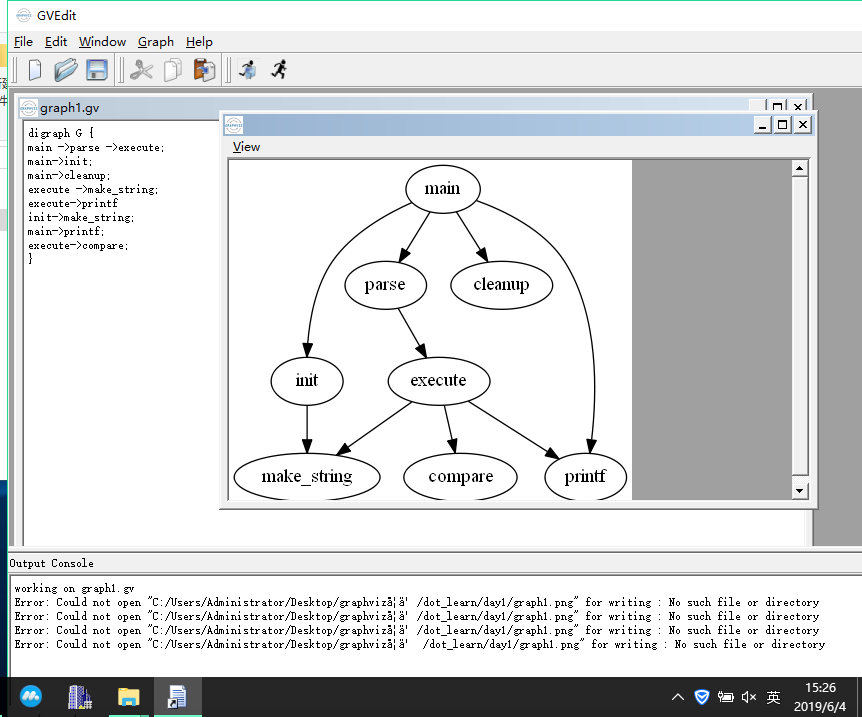 GVEdit
File Edit Window Graph Help
graph1.gv
digraph G {
main ->parse ->execute;
main->init;
main->cleanup;
execute ->make_string;
execute->printf
init->make_string;
main->printf;
execute->compare;
}
View
main
parse
cleanup
init
execute
make_string
compare
printf
Output Console
working on graph1.gv
Error: Could not open "C:/Users/Administrator/Desktop/graphvizå¦ä' /dot_learn/day1/graph1.png" for writing : No such file or directory
Error: Could not open "C:/Users/Administrator/Desktop/graphvizå¦ä' /dot_learn/day1/graph1.png" for writing : No such file or directory
Error: Could not open "C:/Users/Administrator/Desktop/graphvizå¦ä' /dot_learn/day1/graph1.png" for writing : No such file or directory
Error: Could not open "C:/Users/Administrator/Desktop/graphvizå¦ä'  /dot_learn/day1/graph1.png" for writing : No such file or directory
英
15:26
2019/6/4